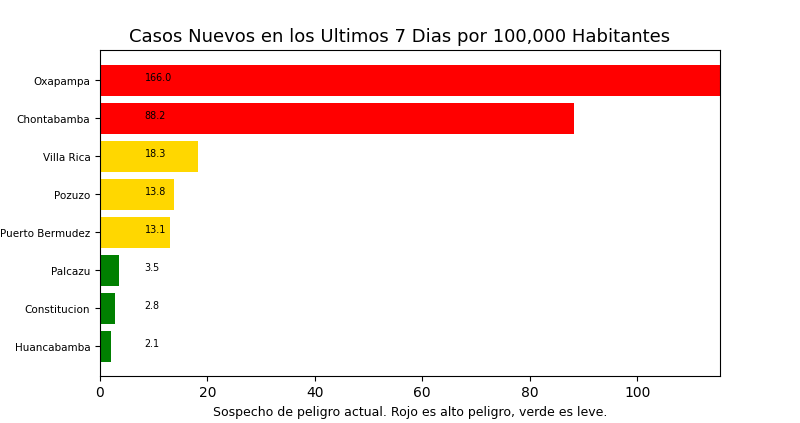 Casos Nuevos en los Ultimos 7 Dias por 100,000 Habitantes
Oxapampa 166.0
Chontabamba 88.2
Villa Rica 18.3
Pozuzo 13.8
Puerto Bermudez 13.1
Palcazu 3.5
Constitucion 2.8
Huancabamba 2.1
0 20 40 60 80 100
Sospecho de peligro actual. Rojo es alto peligro, verde es leve.